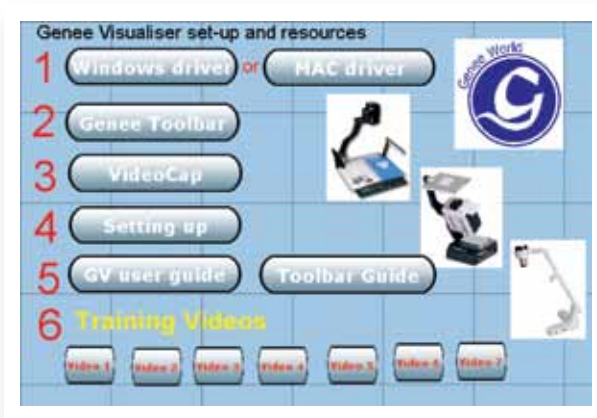 Genee Visualiser set-up and resources
Genee World
1 Windows driver or MAC driver
2 Genee Toolbar
3 VideoCap
4 Setting up
5 GV user guide Toolbar Guide
6 Training Videos
Video 1 Video 2 Video 3 Video 4 Video 5 Video 6 Video 7